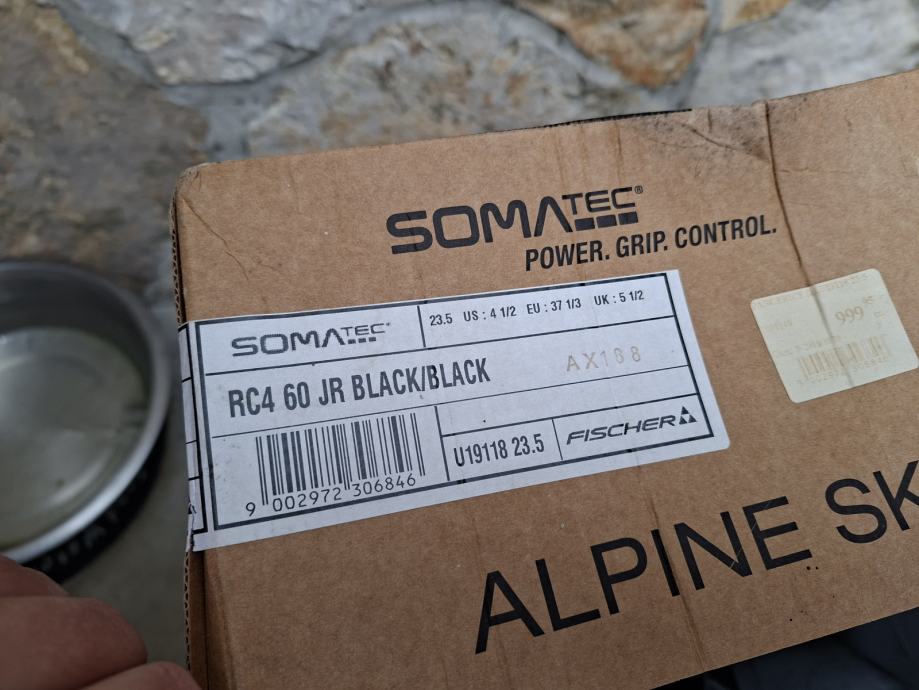 SOMATEC®
POWER. GRIP. CONTROL.
SOMATEC
23.5 US : 4 1/2 EU : 37 1/3 UK : 5 1/2
RC4 60 JR BLACK/BLACK
AX168
9 002972 306846
U19118 23.5
FISCHER
999
ALPINE SK